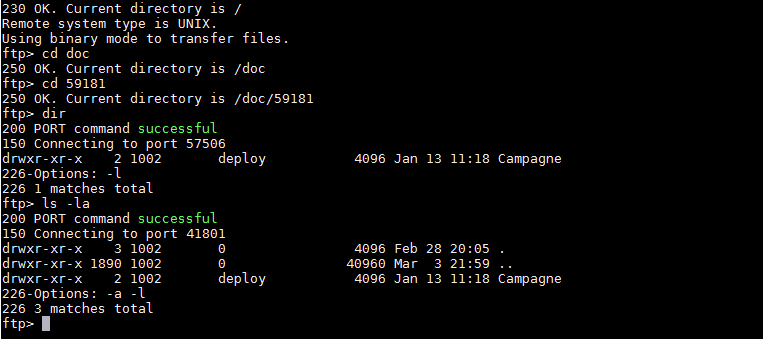 230 OK. Current directory is /
Remote system type is UNIX.
Using binary mode to transfer files.
ftp> cd doc
250 OK. Current directory is /doc
ftp> cd 59181
250 OK. Current directory is /doc/59181
ftp> dir
200 PORT command successful
150 Connecting to port 57506
drwxr-xr-x    2 1002       deploy           4096 Jan 13 11:18 Campagne
226-Options: -l
226 1 matches total
ftp> ls -la
200 PORT command successful
150 Connecting to port 41801
drwxr-xr-x    3 1002       0                4096 Feb 28 20:05 .
drwxr-xr-x 1890 1002       0               40960 Mar  3 21:59 ..
drwxr-xr-x    2 1002       deploy           4096 Jan 13 11:18 Campagne
226-Options: -a -l
226 3 matches total
ftp>